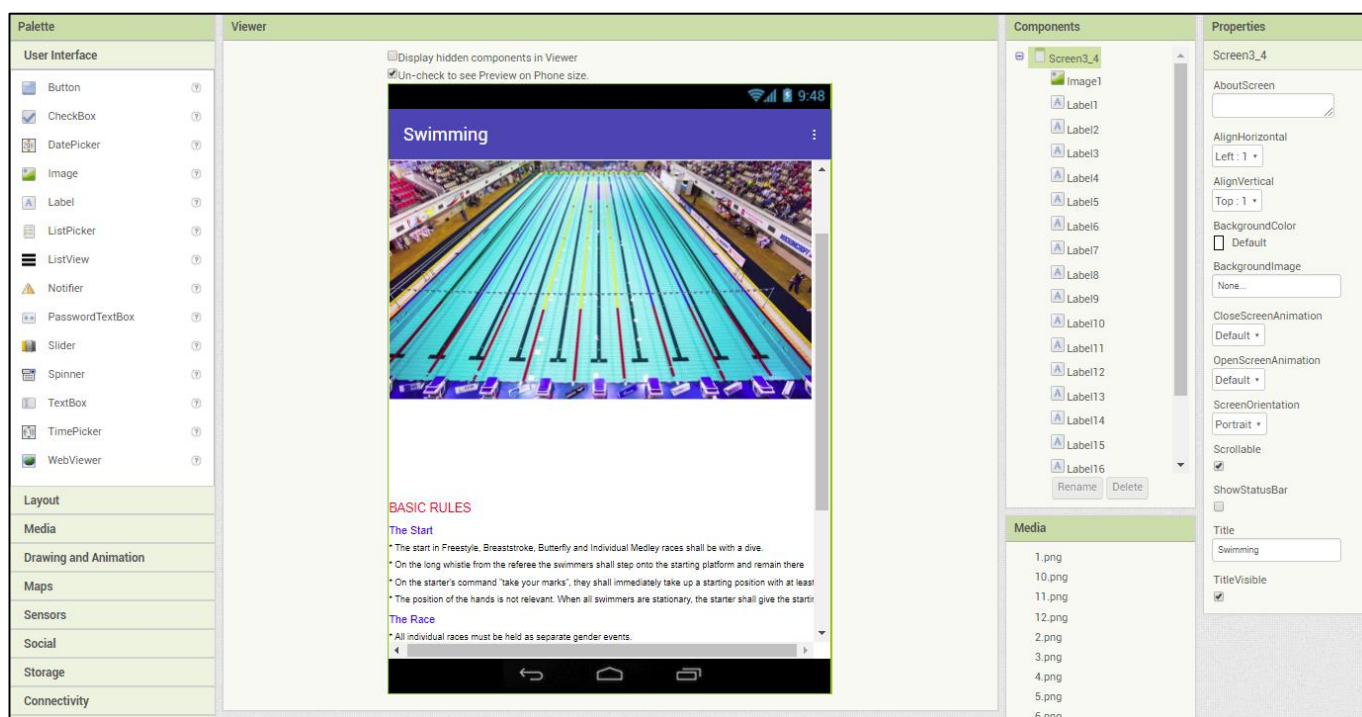 Palette
User Interface
Button
CheckBox
DatePicker
Image
Label
ListPicker
ListView
Notifier
PasswordTextBox
Slider
Spinner
TextBox
TimePicker
WebViewer
Layout
Media
Drawing and Animation
Maps
Sensors
Social
Storage
Connectivity
Viewer
Display hidden components in Viewer
Un-check to see Preview on Phone size.
9:48
Swimming
BASIC RULES
The Start
* The start in Freestyle, Breaststroke, Butterfly and Individual Medley races shall be with a dive.
* On the long whistle from the referee the swimmers shall step onto the starting platform and remain there
* On the starter's command "take your marks", they shall immediately take up a starting position with at least
* The position of the hands is not relevant. When all swimmers are stationary, the starter shall give the startin
The Race
* All individual races must be held as separate gender events.
Components
Screen3_4
Image1
Label1
Label2
Label3
Label4
Label5
Label6
Label7
Label8
Label9
Label10
Label11
Label12
Label13
Label14
Label15
Label16
Rename Delete
Media
1.png
10.png
11.png
12.png
2.png
3.png
4.png
5.png
6.png
Properties
Screen3_4
AboutScreen
AlignHorizontal
Left : 1
AlignVertical
Top : 1
BackgroundColor
Default
BackgroundImage
None...
CloseScreenAnimation
Default
OpenScreenAnimation
Default
ScreenOrientation
Portrait
Scrollable
ShowStatusBar
Title
Swimming
TitleVisible